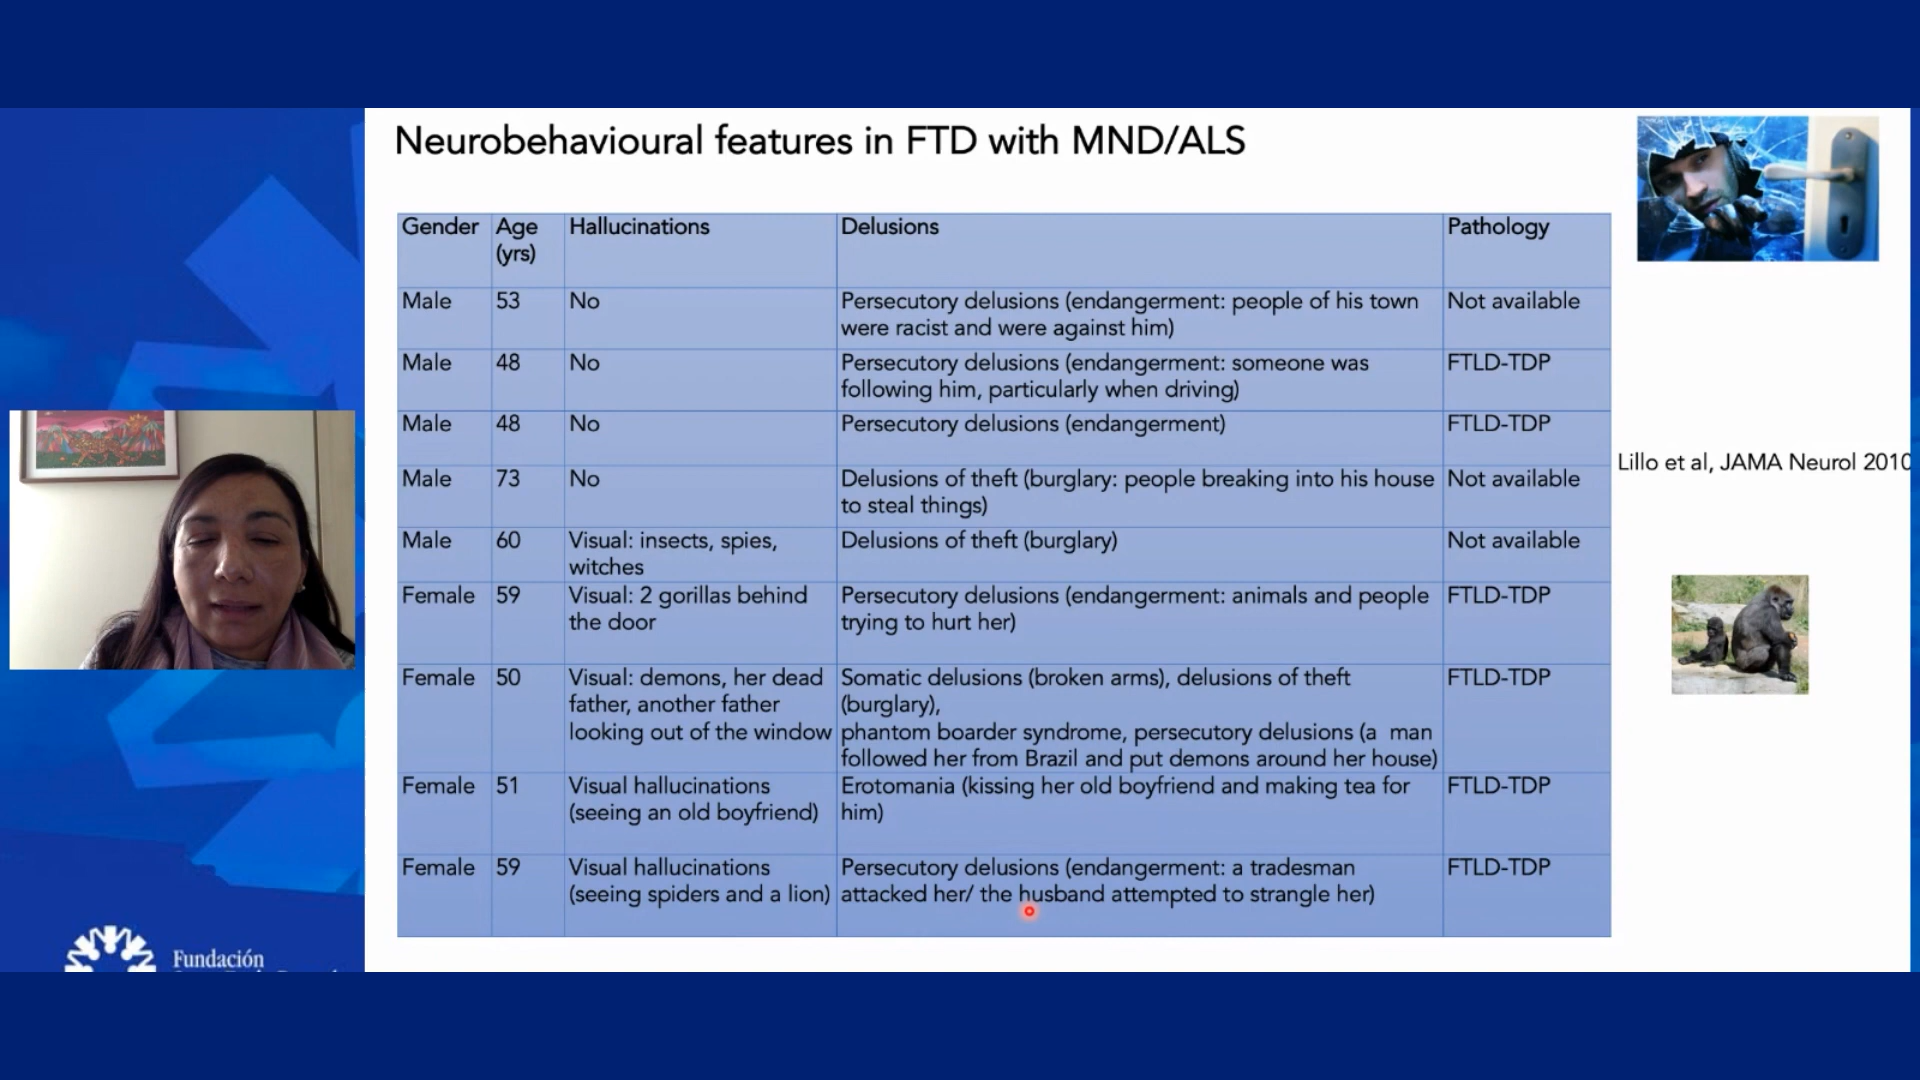 Neurobehavioural features in FTD with MND/ALS
Gender Age (yrs) Hallucinations Delusions Pathology
Male 53 No Persecutory delusions (endangerment: people of his town were racist and were against him) Not available
Male 48 No Persecutory delusions (endangerment: someone was following him, particularly when driving) FTLD-TDP
Male 48 No Persecutory delusions (endangerment) FTLD-TDP
Male 73 No Delusions of theft (burglary: people breaking into his house to steal things) Not available
Male 60 Visual: insects, spies, witches Delusions of theft (burglary) Not available
Female 59 Visual: 2 gorillas behind the door Persecutory delusions (endangerment: animals and people trying to hurt her) FTLD-TDP
Female 50 Visual: demons, her dead father, another father looking out of the window Somatic delusions (broken arms), delusions of theft (burglary), phantom boarder syndrome, persecutory delusions (a man followed her from Brazil and put demons around her house) FTLD-TDP
Female 51 Visual hallucinations (seeing an old boyfriend) Erotomania (kissing her old boyfriend and making tea for him) FTLD-TDP
Female 59 Visual hallucinations (seeing spiders and a lion) Persecutory delusions (endangerment: a tradesman attacked her/ the husband attempted to strangle her) FTLD-TDP
Lillo et al, JAMA Neurol 2010
Fundación